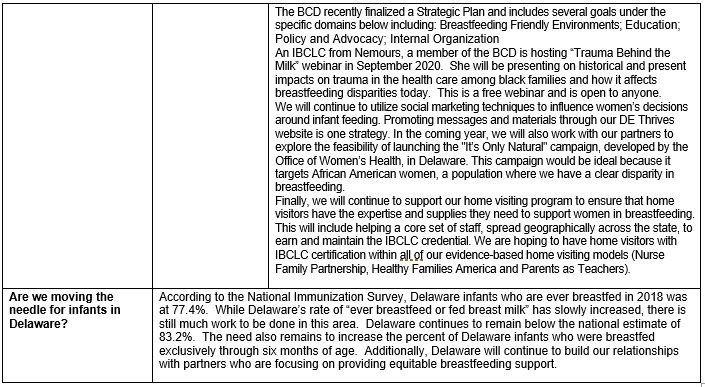 The BCD recently finalized a Strategic Plan and includes several goals under the
specific domains below including: Breastfeeding Friendly Environments; Education;
Policy and Advocacy; Internal Organization
An IBCLC from Nemours, a member of the BCD is hosting “Trauma Behind the
Milk” webinar in September 2020.  She will be presenting on historical and present
impacts on trauma in the health care among black families and how it affects
breastfeeding disparities today.  This is a free webinar and is open to anyone.
We will continue to utilize social marketing techniques to influence women’s decisions
around infant feeding. Promoting messages and materials through our DE Thrives
website is one strategy. In the coming year, we will also work with our partners to
explore the feasibility of launching the "It’s Only Natural" campaign, developed by the
Office of Women’s Health, in Delaware. This campaign would be ideal because it
targets African American women, a population where we have a clear disparity in
breastfeeding.
Finally, we will continue to support our home visiting program to ensure that home
visitors have the expertise and supplies they need to support women in breastfeeding.
This will include helping a core set of staff, spread geographically across the state, to
earn and maintain the IBCLC credential. We are hoping to have home visitors with
IBCLC certification within all of our evidence-based home visiting models (Nurse
Family Partnership, Healthy Families America and Parents as Teachers).
Are we moving the
needle for infants in
Delaware?
According to the National Immunization Survey, Delaware infants who are ever breastfed in 2018 was
at 77.4%.  While Delaware’s rate of “ever breastfeed or fed breast milk” has slowly increased, there is
still much work to be done in this area.  Delaware continues to remain below the national estimate of
83.2%.  The need also remains to increase the percent of Delaware infants who were breastfed
exclusively through six months of age.  Additionally, Delaware will continue to build our relationships
with partners who are focusing on providing equitable breastfeeding support.